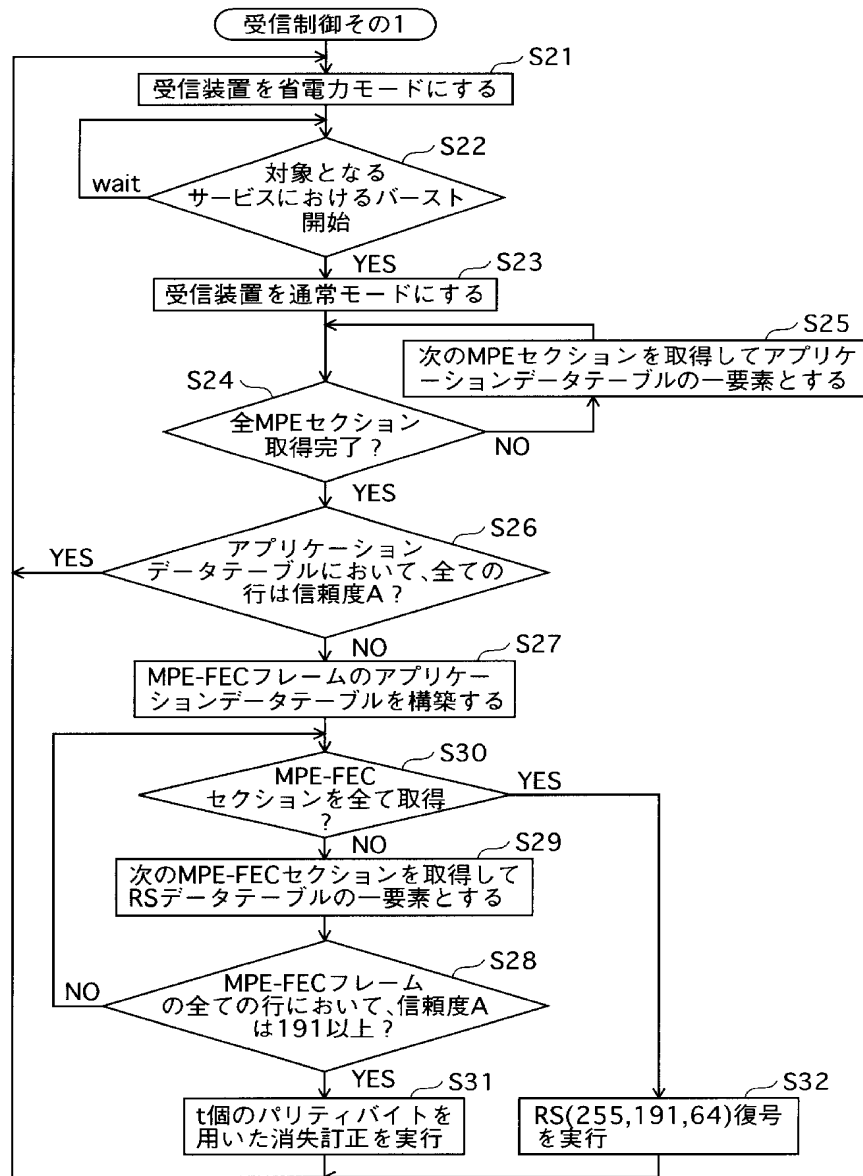 受信制御その1
S21
受信装置を省電力モードにする
S22
wait
対象となる
サービスにおけるバースト
開始
YES
S23
受信装置を通常モードにする
S25
次のMPEセクションを取得してアプリケ
ーションデータテーブルの一要素とする
S24
全MPEセクション
取得完了?
NO
YES
S26
YES
アプリケーション
データテーブルにおいて、全ての
行は信頼度A?
NO
S27
MPE-FECフレームのアプリケー
ションデータテーブルを構築する
S30
MPE-FEC
セクションを全て取得
?
YES
NO
S29
次のMPE-FECセクションを取得して
RSデータテーブルの一要素とする
S28
NO
MPE-FECフレーム
の全ての行において、信頼度A
は191以上?
YES
S31
t個のパリティバイトを
用いた消失訂正を実行
S32
RS(255,191,64)復号
を実行